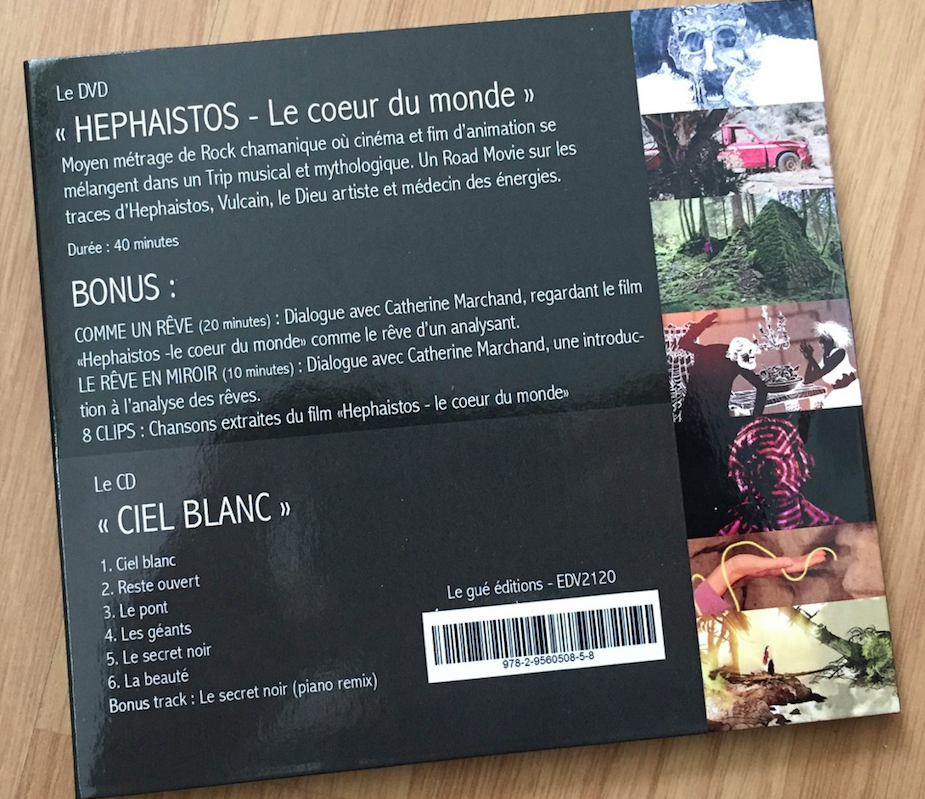 Le DVD
« HEPHAISTOS - Le coeur du monde »
Moyen métrage de Rock chamanique où cinéma et fim d'animation se
mélangent dans un Trip musical et mythologique. Un Road Movie sur les
traces d'Hephaistos, Vulcain, le Dieu artiste et médecin des énergies.
Durée : 40 minutes
BONUS :
COMME UN RÊVE (20 minutes) : Dialogue avec Catherine Marchand, regardant le film
«Hephaistos -le coeur du monde» comme le rêve d'un analysant.
LE RÊVE EN MIROIR (10 minutes) : Dialogue avec Catherine Marchand, une introduc-
tion à l'analyse des rêves.
8 CLIPS : Chansons extraites du film «Hephaistos - le coeur du monde»
Le CD
« CIEL BLANC »
1. Ciel blanc
2. Reste ouvert
3. Le pont
4. Les géants
5. Le secret noir
6. La beauté
Bonus track : Le secret noir (piano remix)
Le gué éditions - EDV2120
978-2-9560508-5-8